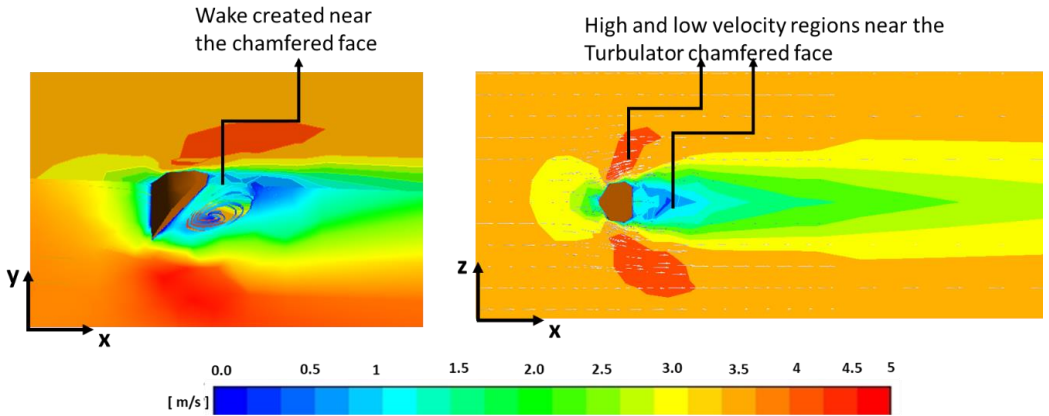 Wake created near
the chamfered face
High and low velocity regions near the
Turbulator chamfered face
y
x
z
x
0.0 0.5 1 1.5 2.0 2.5 3.0 3.5 4 4.5 5
[ m/s ]